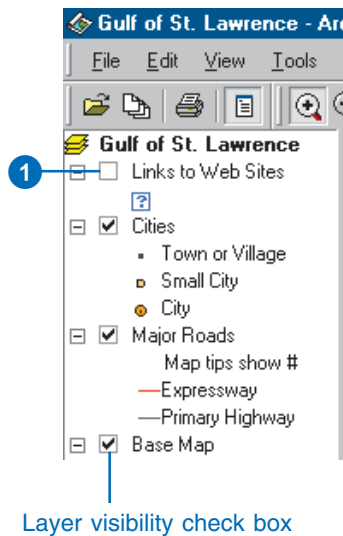 Gulf of St. Lawrence - Ar
File Edit View Tools
Gulf of St. Lawrence
1
Links to Web Sites
?
Cities
Town or Village
Small City
City
Major Roads
Map tips show #
Expressway
Primary Highway
Base Map
Layer visibility check box